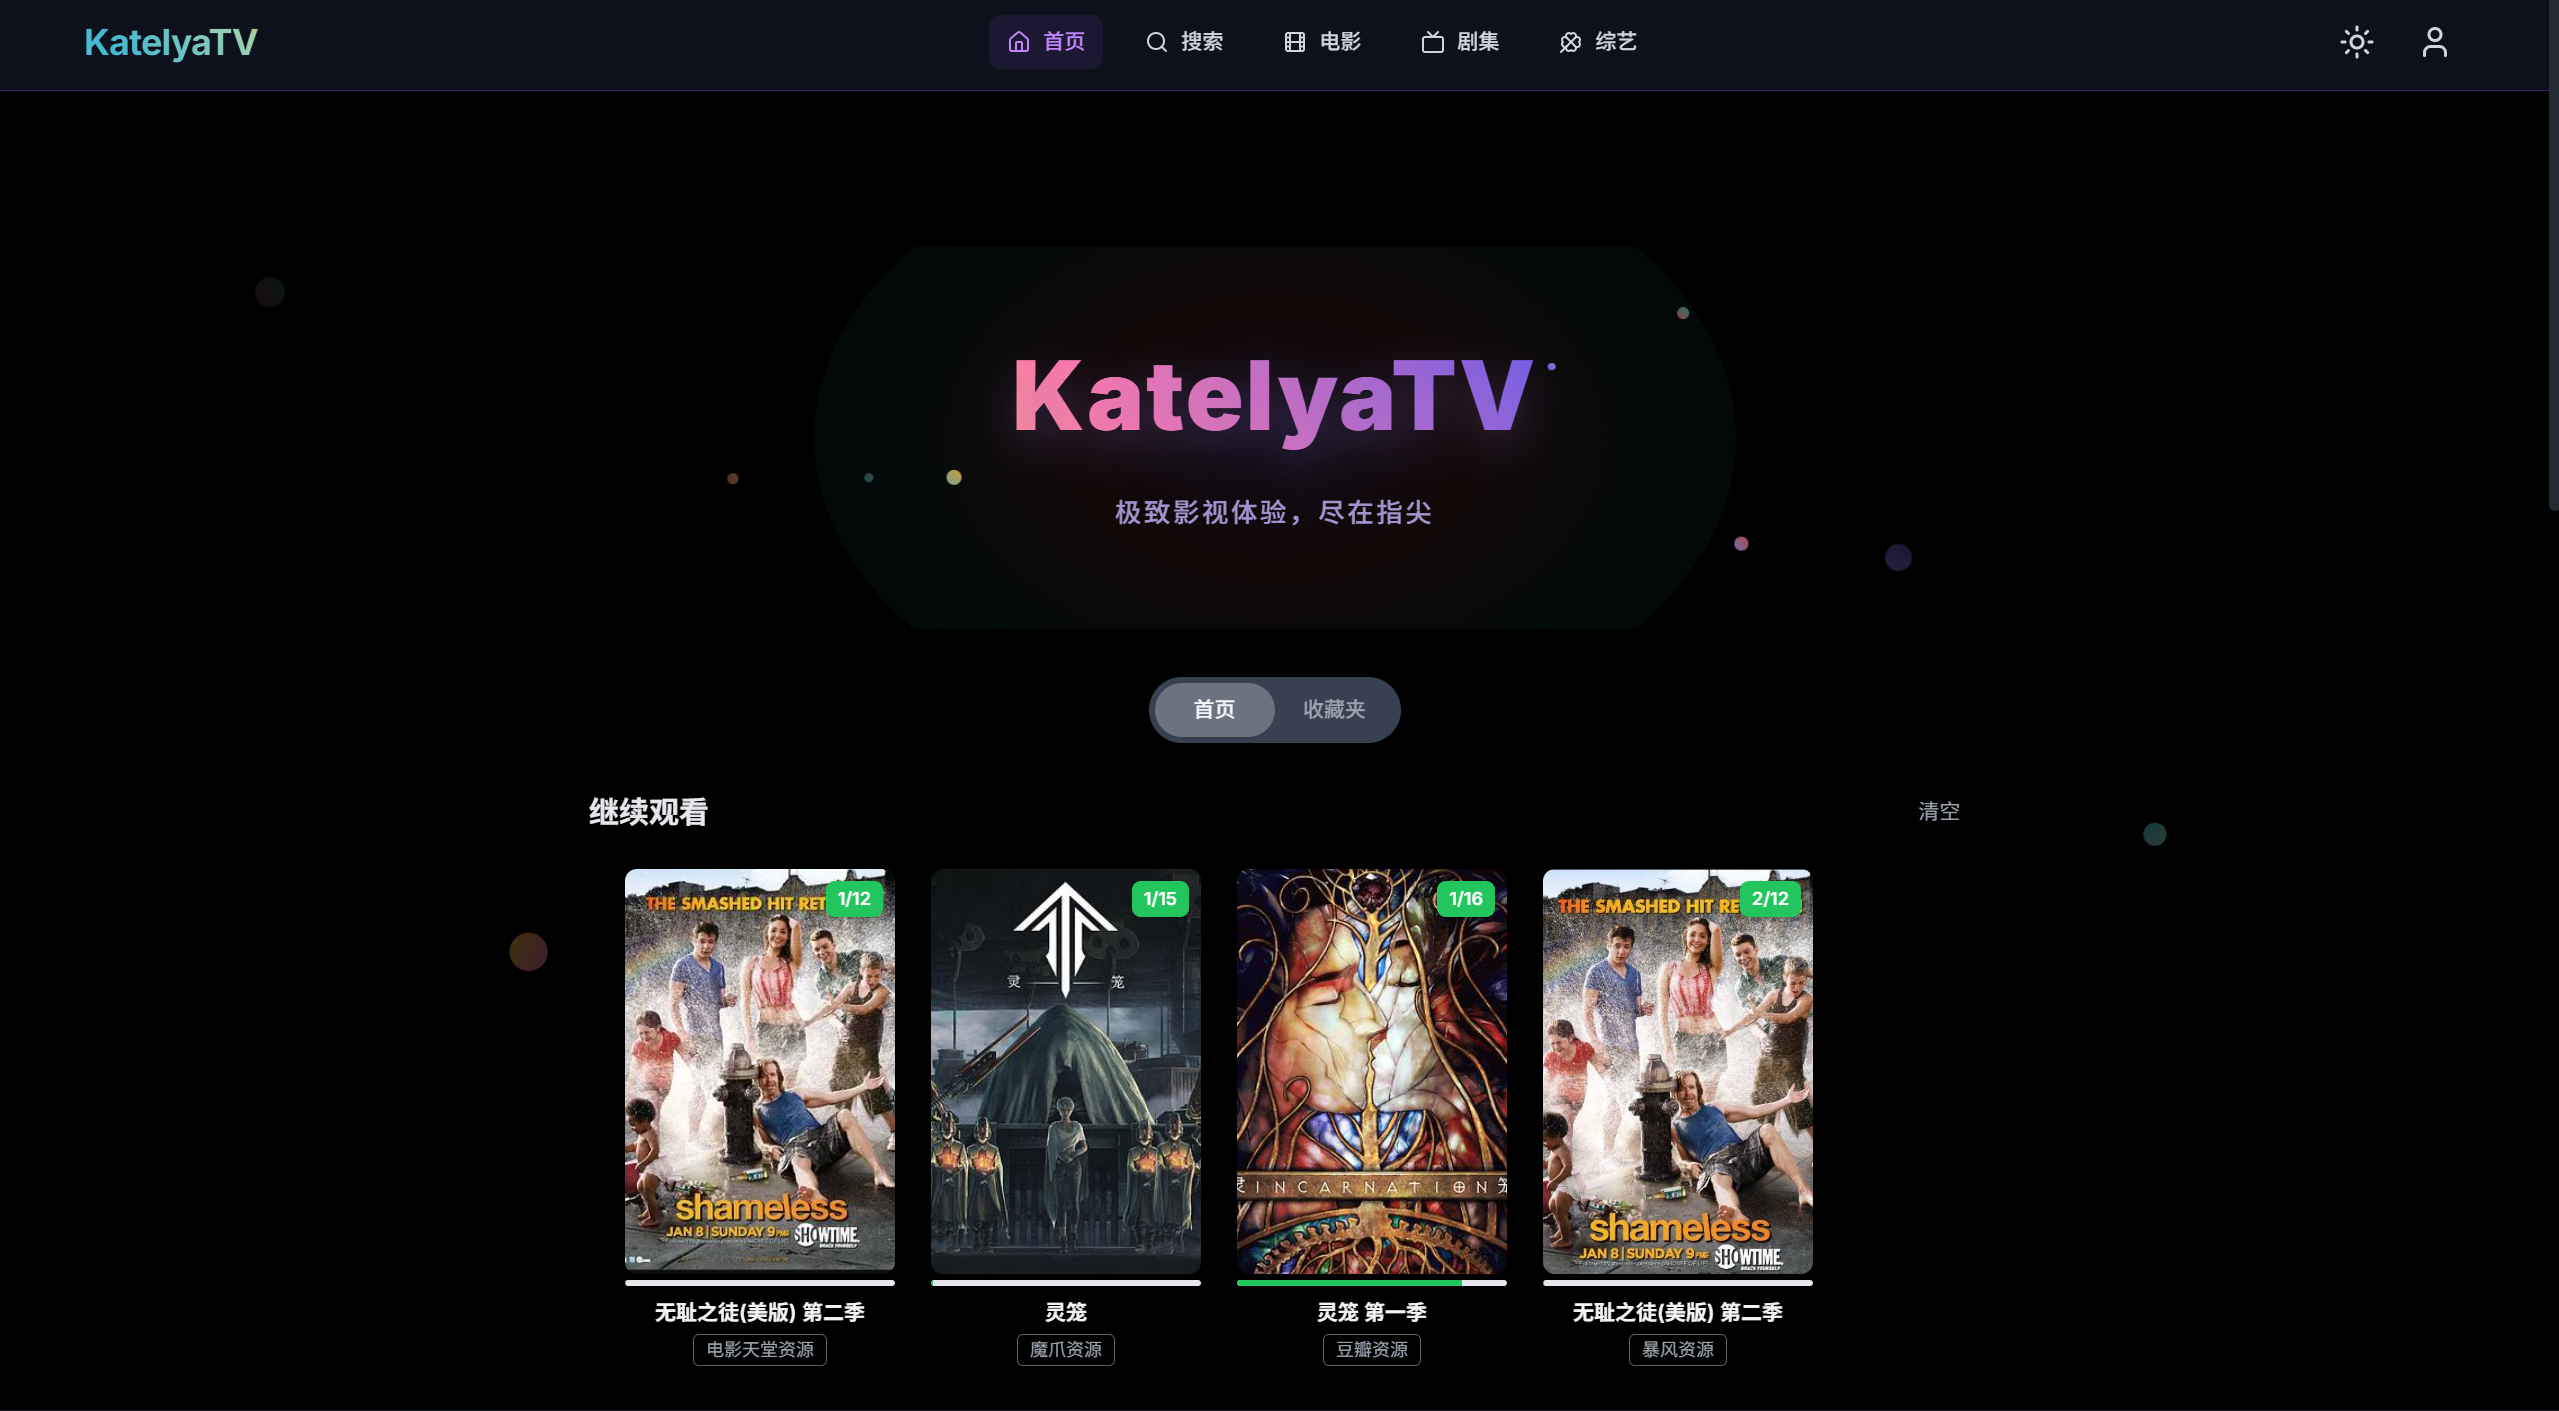 KatelyaTV
首页
搜索
电影
剧集
综艺
KatelyaTV
极致影视体验，尽在指尖
首页
收藏夹
继续观看
清空
THE SMASHED HIT RET
1/12
shameless
JAN 8 | SUNDAY 9PM SHOWTIME.
无耻之徒(美版) 第二季
电影天堂资源
1/15
灵 笼
灵笼
魔爪资源
1/16
INCARNATION
灵笼 第一季
豆瓣资源
THE SMASHED HIT RE
2/12
shameless
JAN 8 | SUNDAY 9PM SHOWTIME.
无耻之徒(美版) 第二季
暴风资源